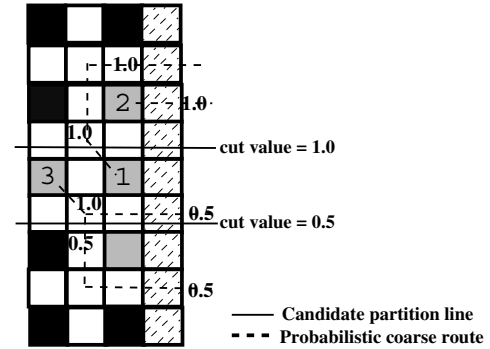 1.0
2 1.0
1.0
cut value = 1.0
3 1
1.0 0.5
cut value = 0.5
0.5
0.5
Candidate partition line
Probabilistic coarse route